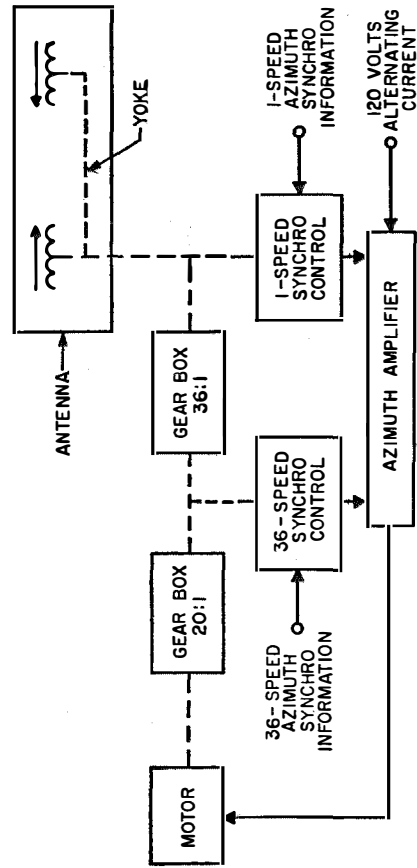 ANTENNA
YOKE
MOTOR
GEAR BOX
20:1
GEAR BOX
36:1
36-SPEED
AZIMUTH
SYNCHRO
INFORMATION
36-SPEED
SYNCHRO
CONTROL
1-SPEED
SYNCHRO
CONTROL
1-SPEED
AZIMUTH
SYNCHRO
INFORMATION
AZIMUTH AMPLIFIER
120 VOLTS
ALTERNATING
CURRENT